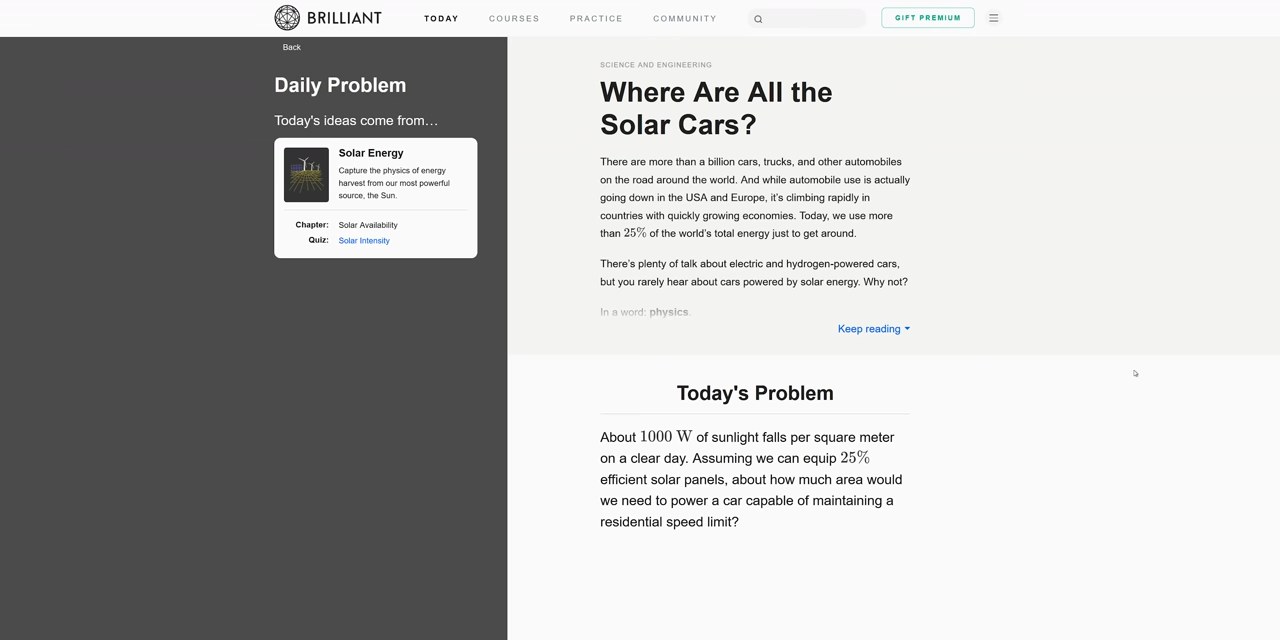 BRILLIANT
TODAY
COURSES
PRACTICE
COMMUNITY
GIFT PREMIUM
Back
Daily Problem
Today's ideas come from…
Solar Energy
Capture the physics of energy
harvest from our most powerful
source, the Sun.
Chapter: Solar Availability
Quiz: Solar Intensity
SCIENCE AND ENGINEERING
Where Are All the
Solar Cars?
There are more than a billion cars, trucks, and other automobiles
on the road around the world. And while automobile use is actually
going down in the USA and Europe, it's climbing rapidly in
countries with quickly growing economies. Today, we use more
than 25% of the world's total energy just to get around.
There's plenty of talk about electric and hydrogen-powered cars,
but you rarely hear about cars powered by solar energy. Why not?
In a word: physics.
Keep reading
Today's Problem
About 1000 W of sunlight falls per square meter
on a clear day. Assuming we can equip 25%
efficient solar panels, about how much area would
we need to power a car capable of maintaining a
residential speed limit?